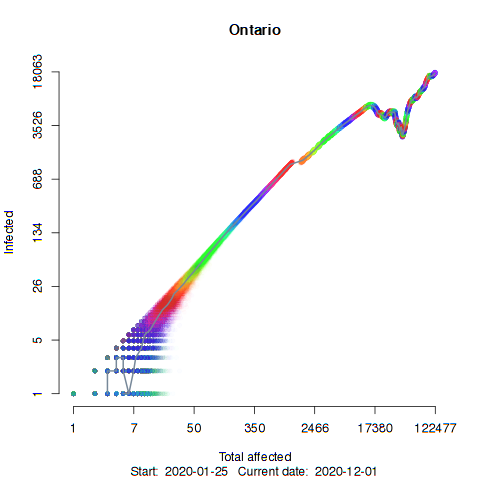 Ontario
18063
3526
688
134
26
5
1
Infected
1 7 50 350 2466 17380 122477
Total affected
Start: 2020-01-25 Current date: 2020-12-01